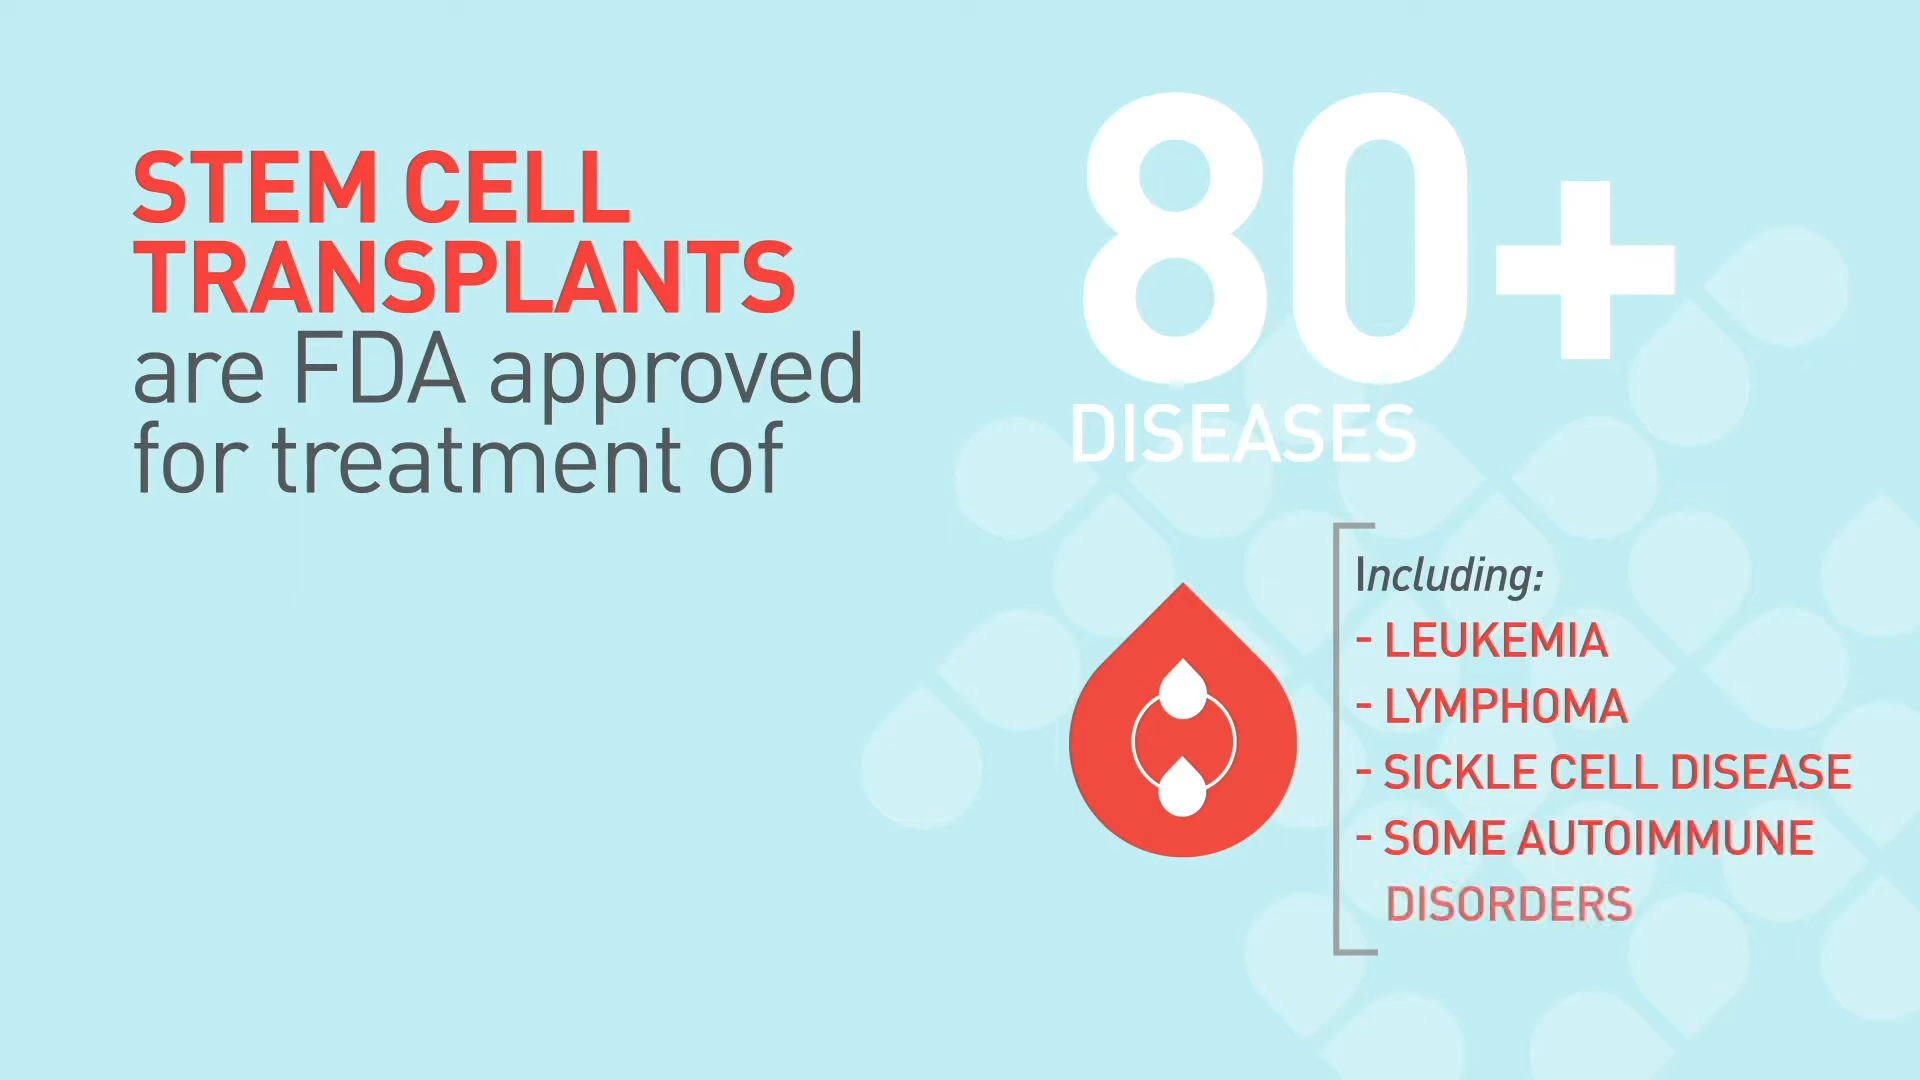 STEM CELL
TRANSPLANTS
are FDA approved
for treatment of
80+
DISEASES
Including:
- LEUKEMIA
- LYMPHOMA
- SICKLE CELL DISEASE
- SOME AUTOIMMUNE
DISORDERS